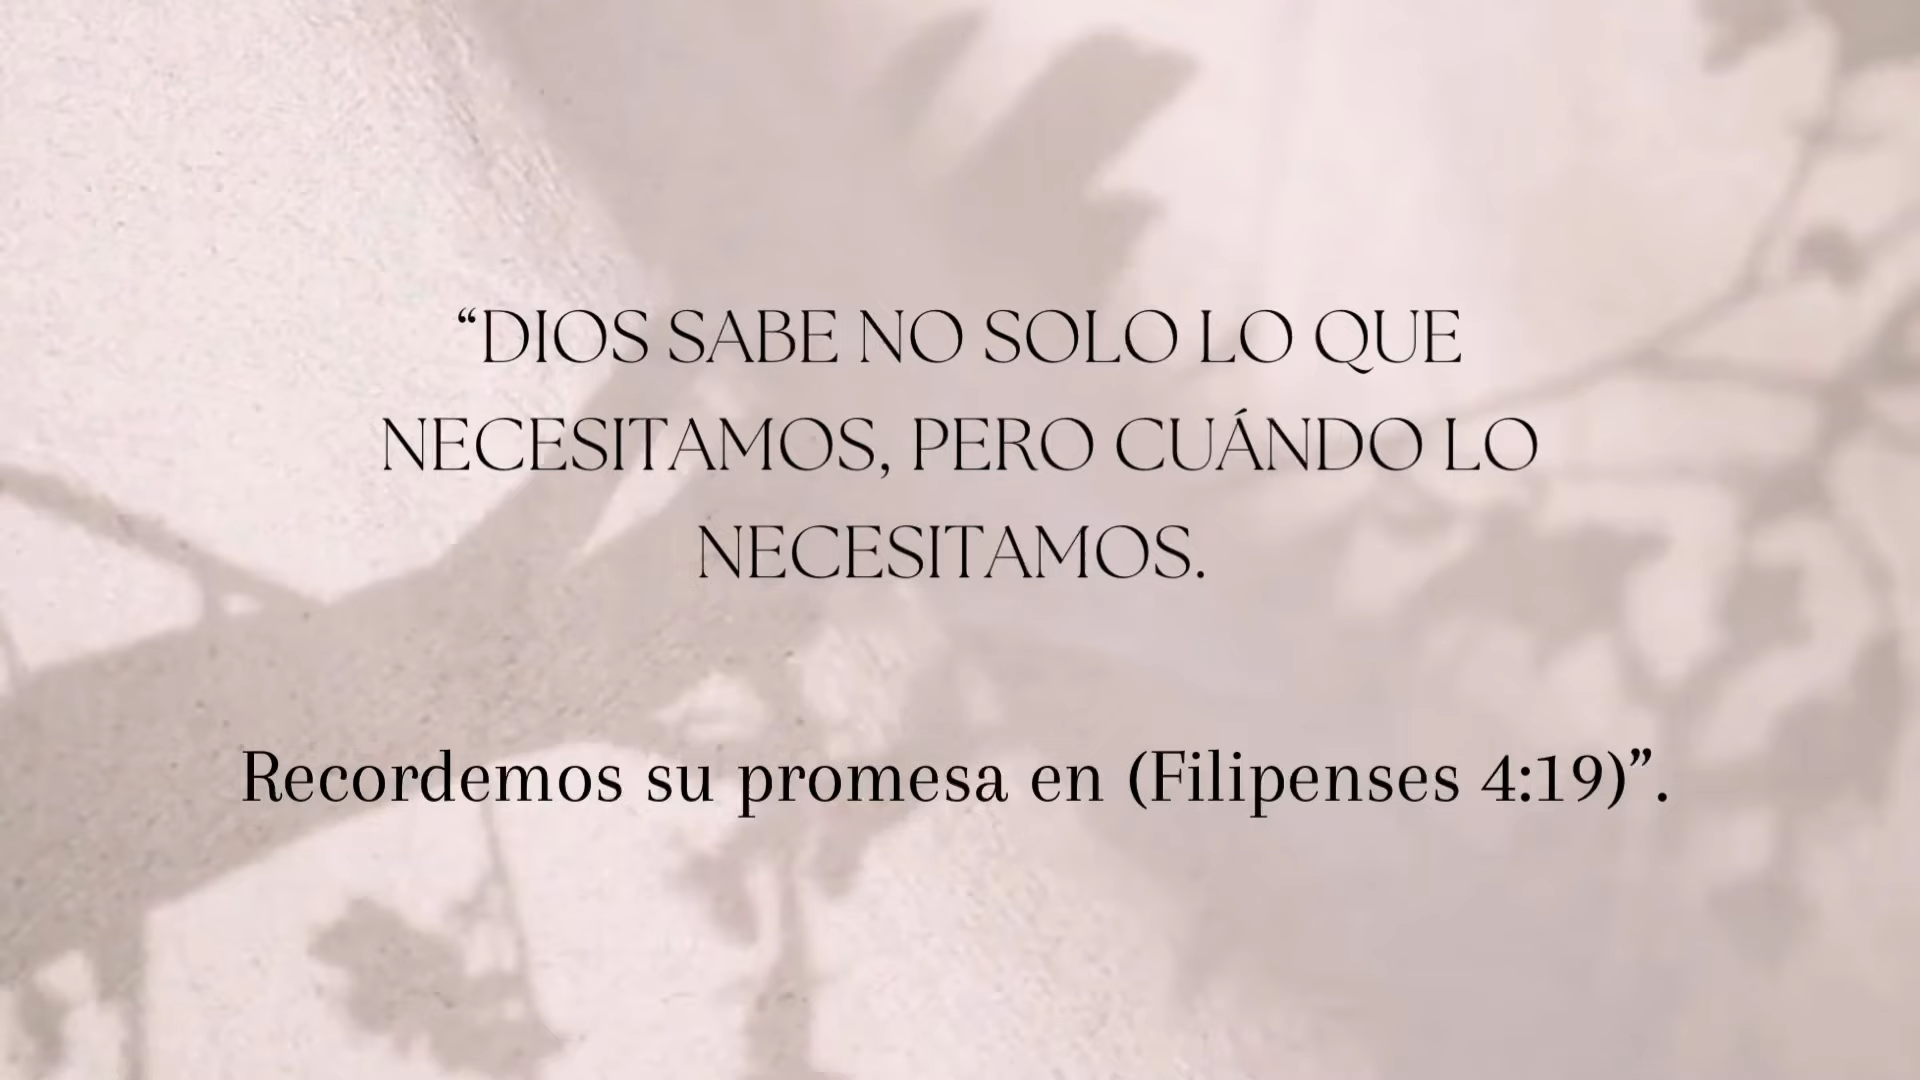 “DIOS SABE NO SOLO LO QUE
NECESITAMOS, PERO CUÁNDO LO
NECESITAMOS.
Recordemos su promesa en (Filipenses 4:19)”.